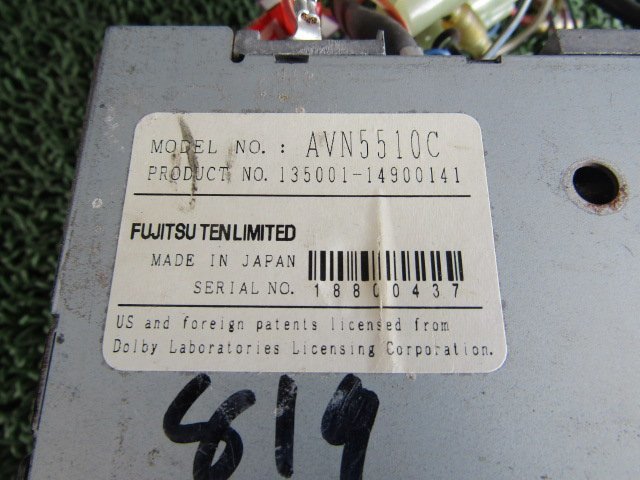 MODEL NO. : AVN5510C
PRODUCT NO. 135001-14900141
FUJITSU TEN LIMITED
MADE IN JAPAN
SERIAL NO. 18800437
US and foreign patents licensed from
Dolby Laboratories Licensing Corporation.
819